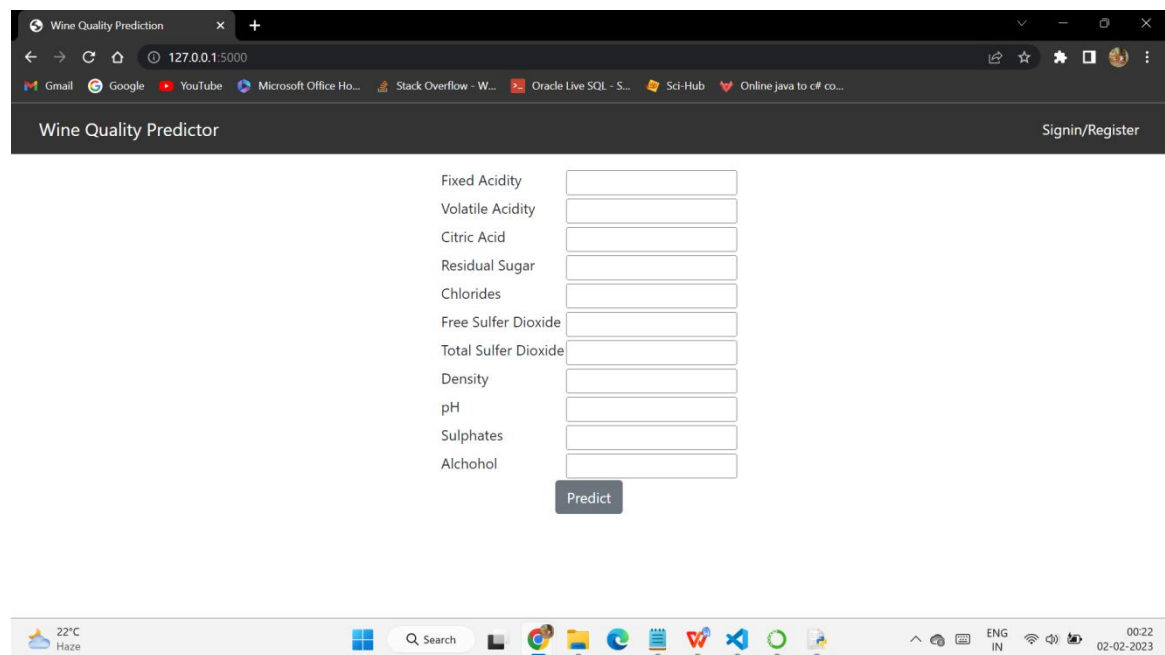 Wine Quality Prediction
127.0.0.1:5000
Gmail Google YouTube Microsoft Office Ho... Stack Overflow - W... Oracle Live SQL - S... Sci-Hub Online java to c# co...
Wine Quality Predictor Signin/Register
Fixed Acidity
Volatile Acidity
Citric Acid
Residual Sugar
Chlorides
Free Sulfer Dioxide
Total Sulfer Dioxide
Density
pH
Sulphates
Alchohol
Predict
22°C
Haze
Search
ENG
IN
00:22
02-02-2023